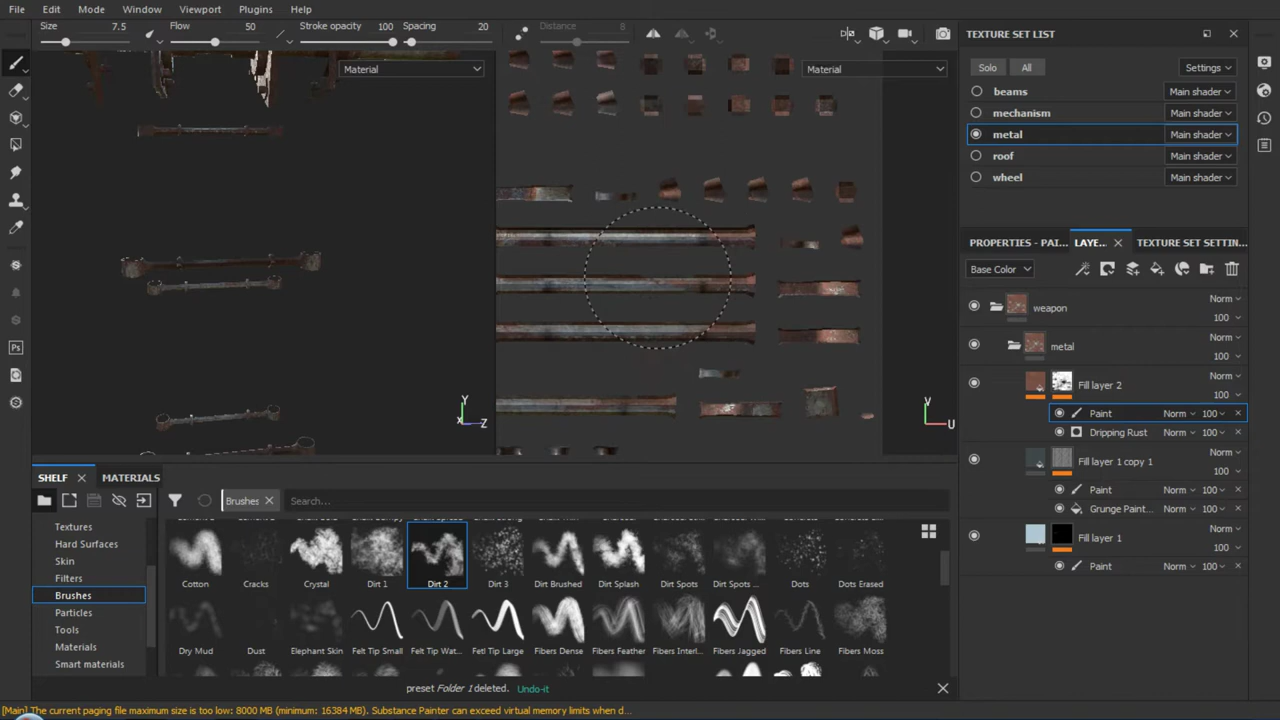 File Edit Mode Window Viewport Plugins Help
Size 7.5 Flow 50 Stroke opacity 100 Spacing 20 Distance 8
Material
Material
Y
X Z
V
U
TEXTURE SET LIST
Solo All Settings
beams Main shader
mechanism Main shader
metal Main shader
roof Main shader
wheel Main shader
PROPERTIES - PAI... LAYE... TEXTURE SET SETTIN...
Base Color
weapon Norm 100
metal Norm 100
Fill layer 2 Norm 100
Paint Norm 100
Dripping Rust Norm 100
Fill layer 1 copy 1 Norm 100
Paint Norm 100
Grunge Paint... Norm 100
Fill layer 1 Norm 100
Paint Norm 100
SHELF MATERIALS
Ps
Brushes Search...
Textures
Hard Surfaces
Skin
Filters
Brushes
Particles
Tools
Materials
Smart materials
Cotton Cracks Crystal Dirt 1 Dirt 2 Dirt 3 Dirt Brushed Dirt Splash Dirt Spots Dirt Spots ... Dots Dots Erased
Dry Mud Dust Elephant Skin Felt Tip Small Felt Tip Wat... Fetl Tip Large Fibers Dense Fibers Feather Fibers Interl... Fibers Jagged Fibers Line Fibers Moss
preset Folder 1 deleted. Undo-it
[Main] The current paging file maximum size is too low: 8000 MB (minimum: 16384 MB). Substance Painter can exceed virtual memory limits when d...